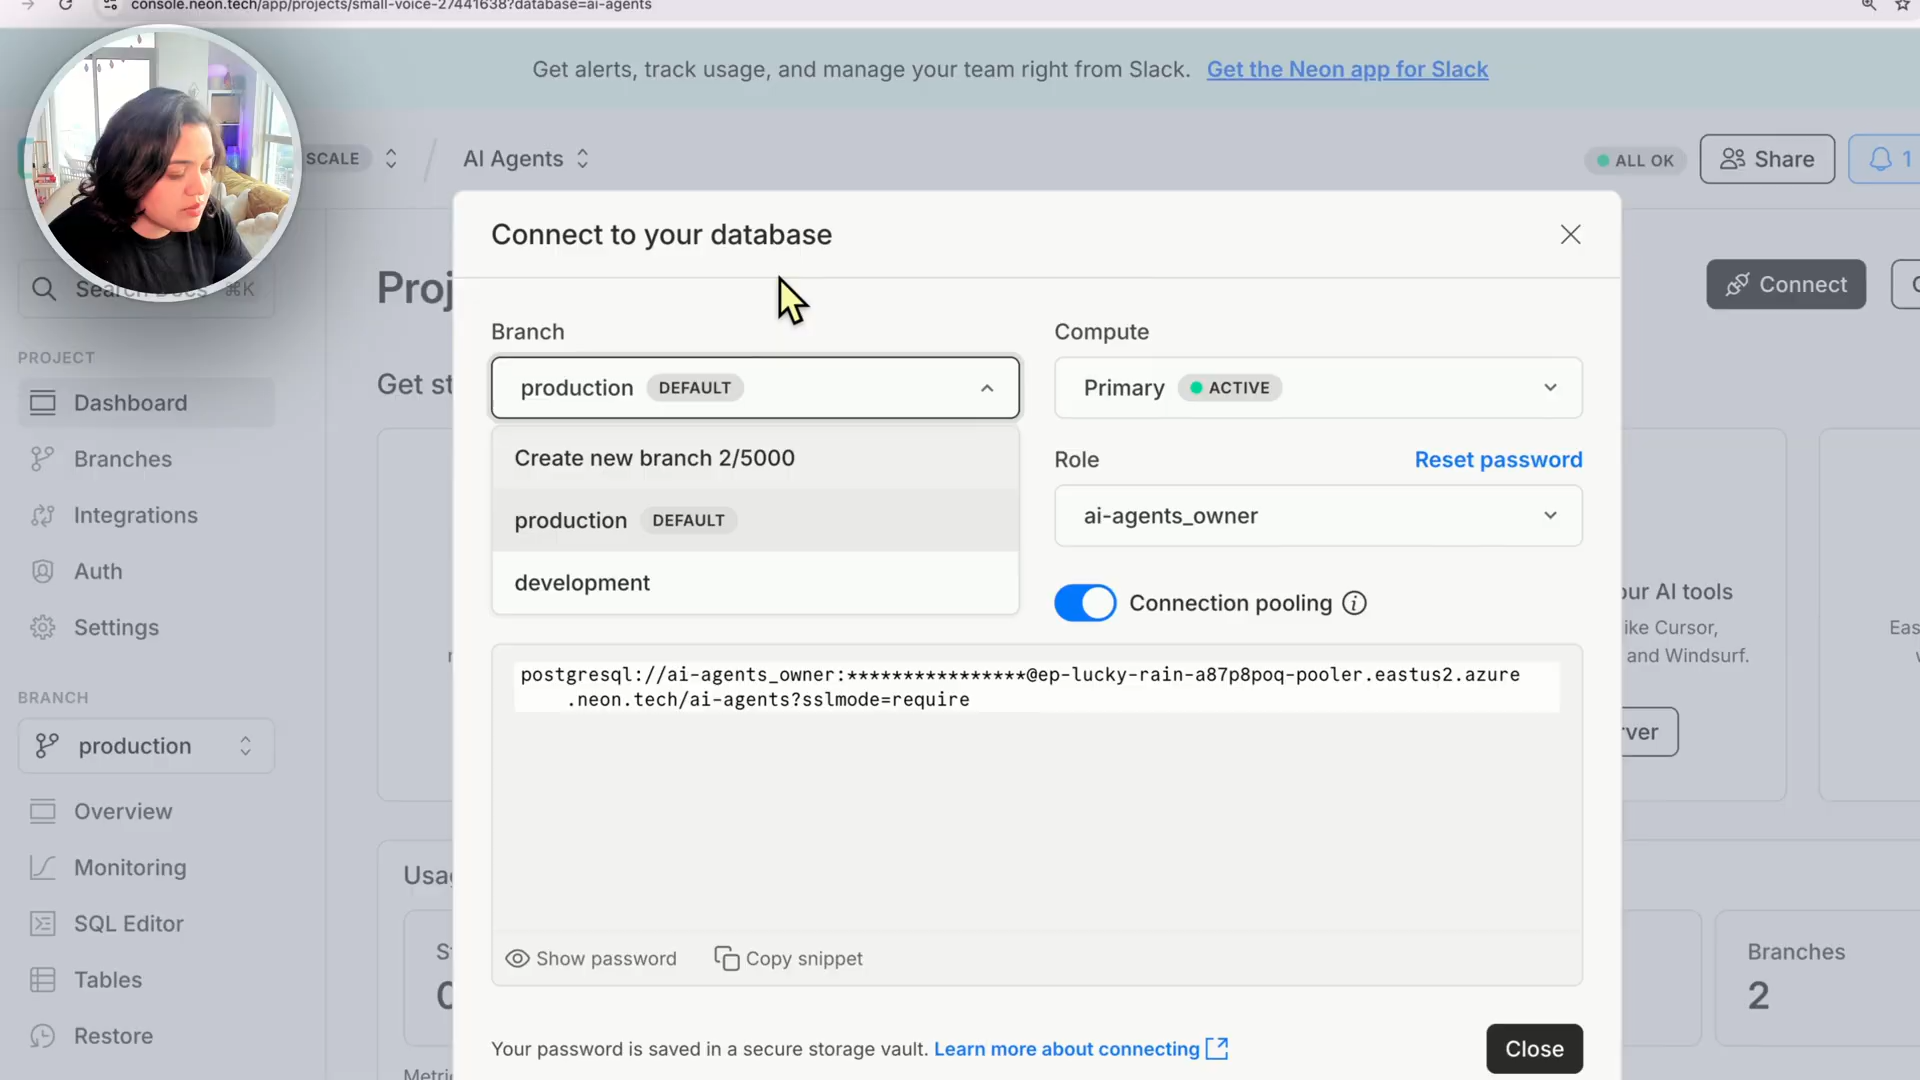 console.neon.tech/app/projects/small-voice-27441638?database=ai-agents
Get alerts, track usage, and manage your team right from Slack. Get the Neon app for Slack
SCALE
AI Agents
ALL OK
Share
1
Search Docs ⌘K
Connect to your database
Proj
Connect
PROJECT
Dashboard
Branches
Integrations
Auth
Settings
Get st
Branch
production DEFAULT
Create new branch 2/5000
production DEFAULT
development
Compute
Primary ACTIVE
Role
Reset password
ai-agents_owner
Connection pooling
our AI tools
ike Cursor,
and Windsurf.
Eas
postgresql://ai-agents_owner:****************@ep-lucky-rain-a87p8poq-pooler.eastus2.azure
.neon.tech/ai-agents?sslmode=require
ver
BRANCH
production
Overview
Monitoring
SQL Editor
Tables
Restore
Usa
Show password
Copy snippet
Branches
2
Your password is saved in a secure storage vault. Learn more about connecting
Close
Metri